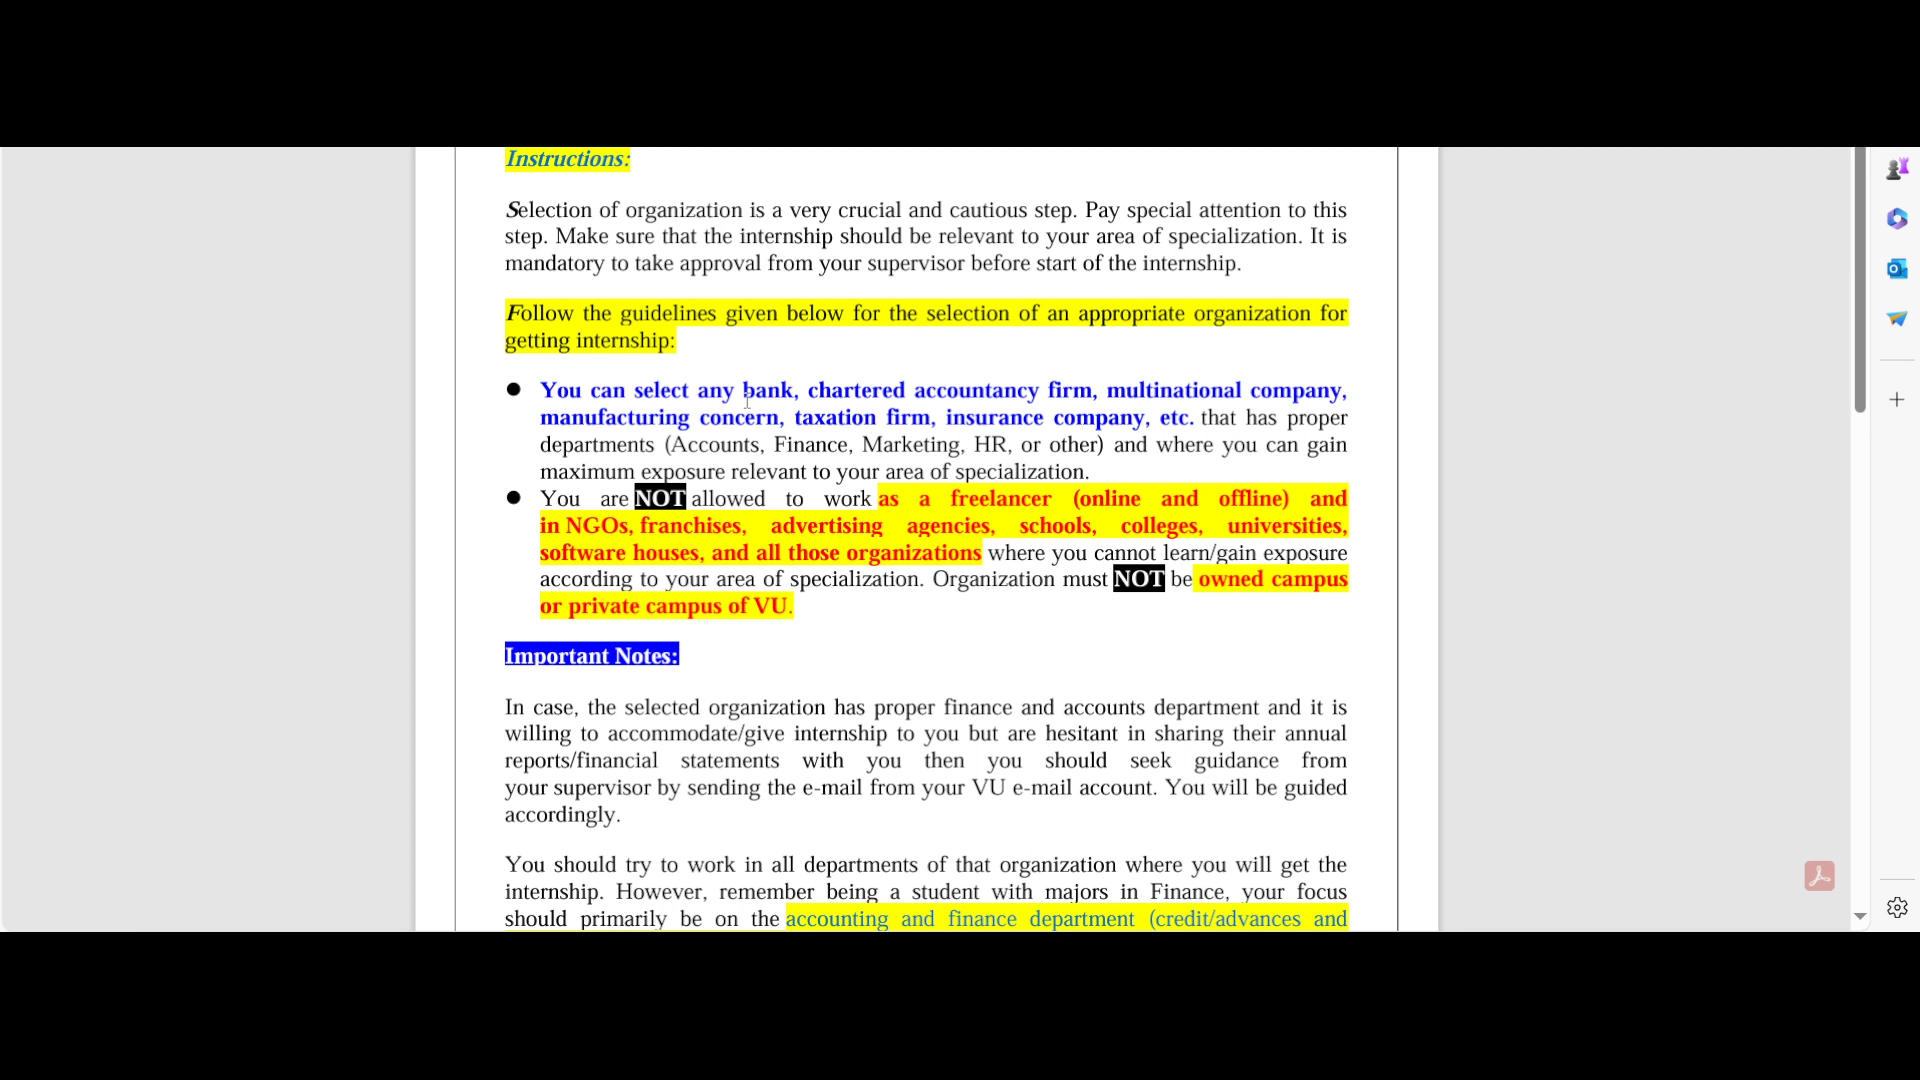 Instructions:
Selection of organization is a very crucial and cautious step. Pay special attention to this
step. Make sure that the internship should be relevant to your area of specialization. It is
mandatory to take approval from your supervisor before start of the internship.
Follow the guidelines given below for the selection of an appropriate organization for
getting internship:
● You can select any bank, chartered accountancy firm, multinational company,
manufacturing concern, taxation firm, insurance company, etc. that has proper
departments (Accounts, Finance, Marketing, HR, or other) and where you can gain
maximum exposure relevant to your area of specialization.
● You are NOT allowed to work as a freelancer (online and offline) and
in NGOs, franchises, advertising agencies, schools, colleges, universities,
software houses, and all those organizations where you cannot learn/gain exposure
according to your area of specialization. Organization must NOT be owned campus
or private campus of VU.
Important Notes:
In case, the selected organization has proper finance and accounts department and it is
willing to accommodate/give internship to you but are hesitant in sharing their annual
reports/financial statements with you then you should seek guidance from
your supervisor by sending the e-mail from your VU e-mail account. You will be guided
accordingly.
You should try to work in all departments of that organization where you will get the
internship. However, remember being a student with majors in Finance, your focus
should primarily be on the accounting and finance department (credit/advances and